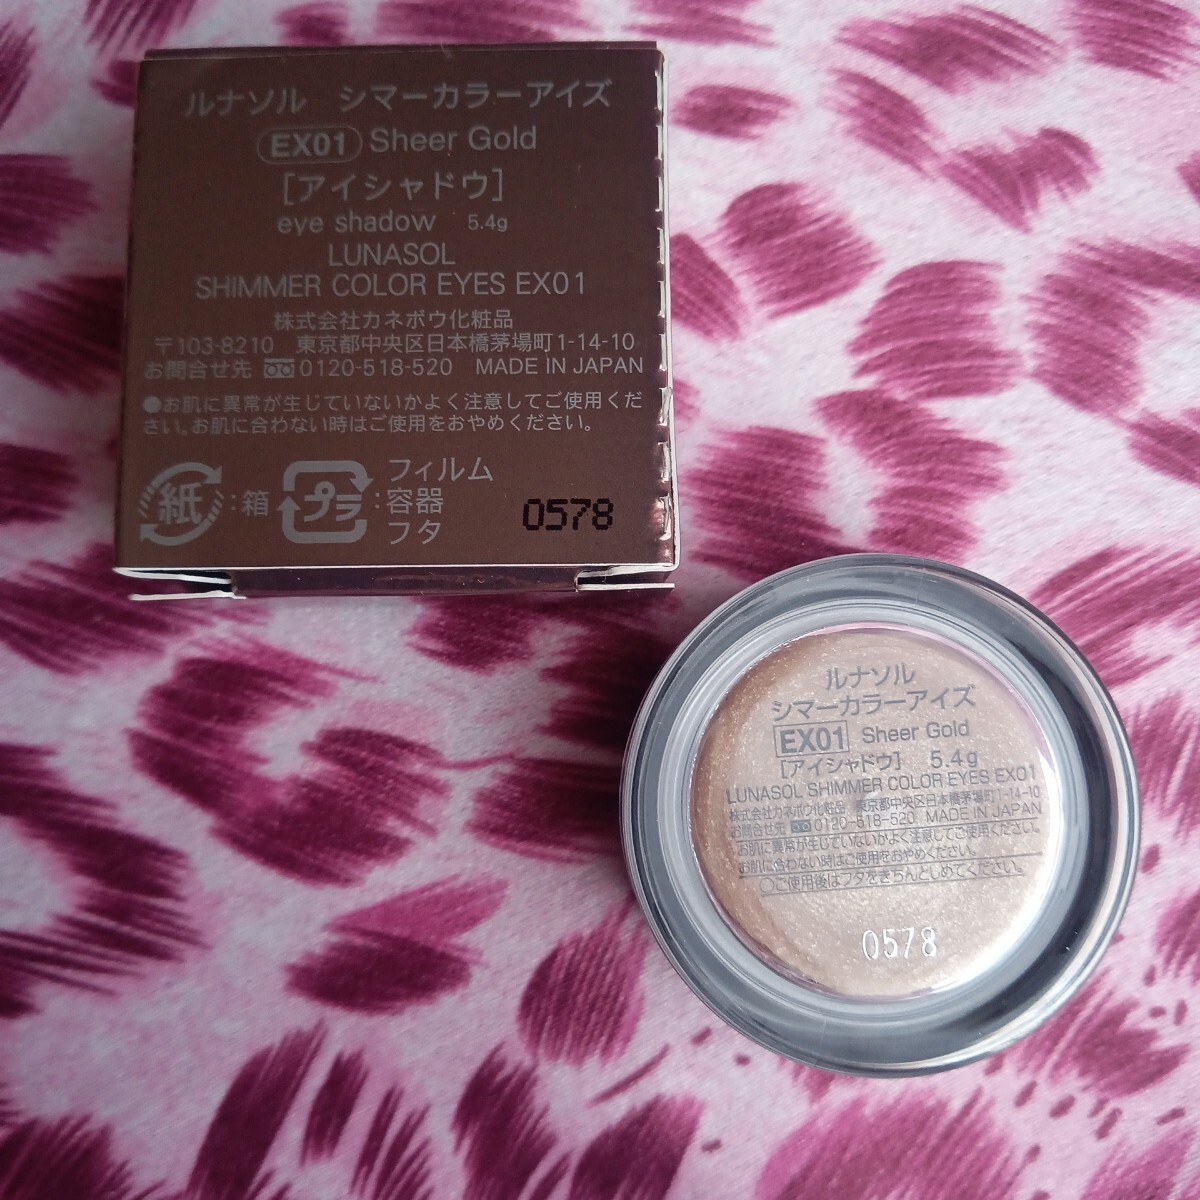 ルナソル　シマーカラーアイズ
EX01 Sheer Gold
[アイシャドウ]
eye shadow 5.4g
LUNASOL
SHIMMER COLOR EYES EX01
株式会社カネボウ化粧品
〒103-8210　東京都中央区日本橋茅場町1-14-10
お問合せ先 0120-518-520　MADE IN JAPAN
●お肌に異常が生じていないかよく注意してご使用くだ
さい。お肌に合わない時はご使用をおやめください。
フィルム
紙:箱 プラ:容器
フタ
0578
ルナソル
シマーカラーアイズ
EX01 Sheer Gold
[アイシャドウ] 5.4g
LUNASOL SHIMMER COLOR EYES EX01
株式会社カネボウ化粧品 東京都中央区日本橋茅場町1-14-10
お問合せ先 0120-518-520 MADE IN JAPAN
お肌に異常が生じていないかよく注意してご使用ください。
お肌に合わない時はご使用をおやめください。
○ご使用後はフタをきちんとしめてください。
0578